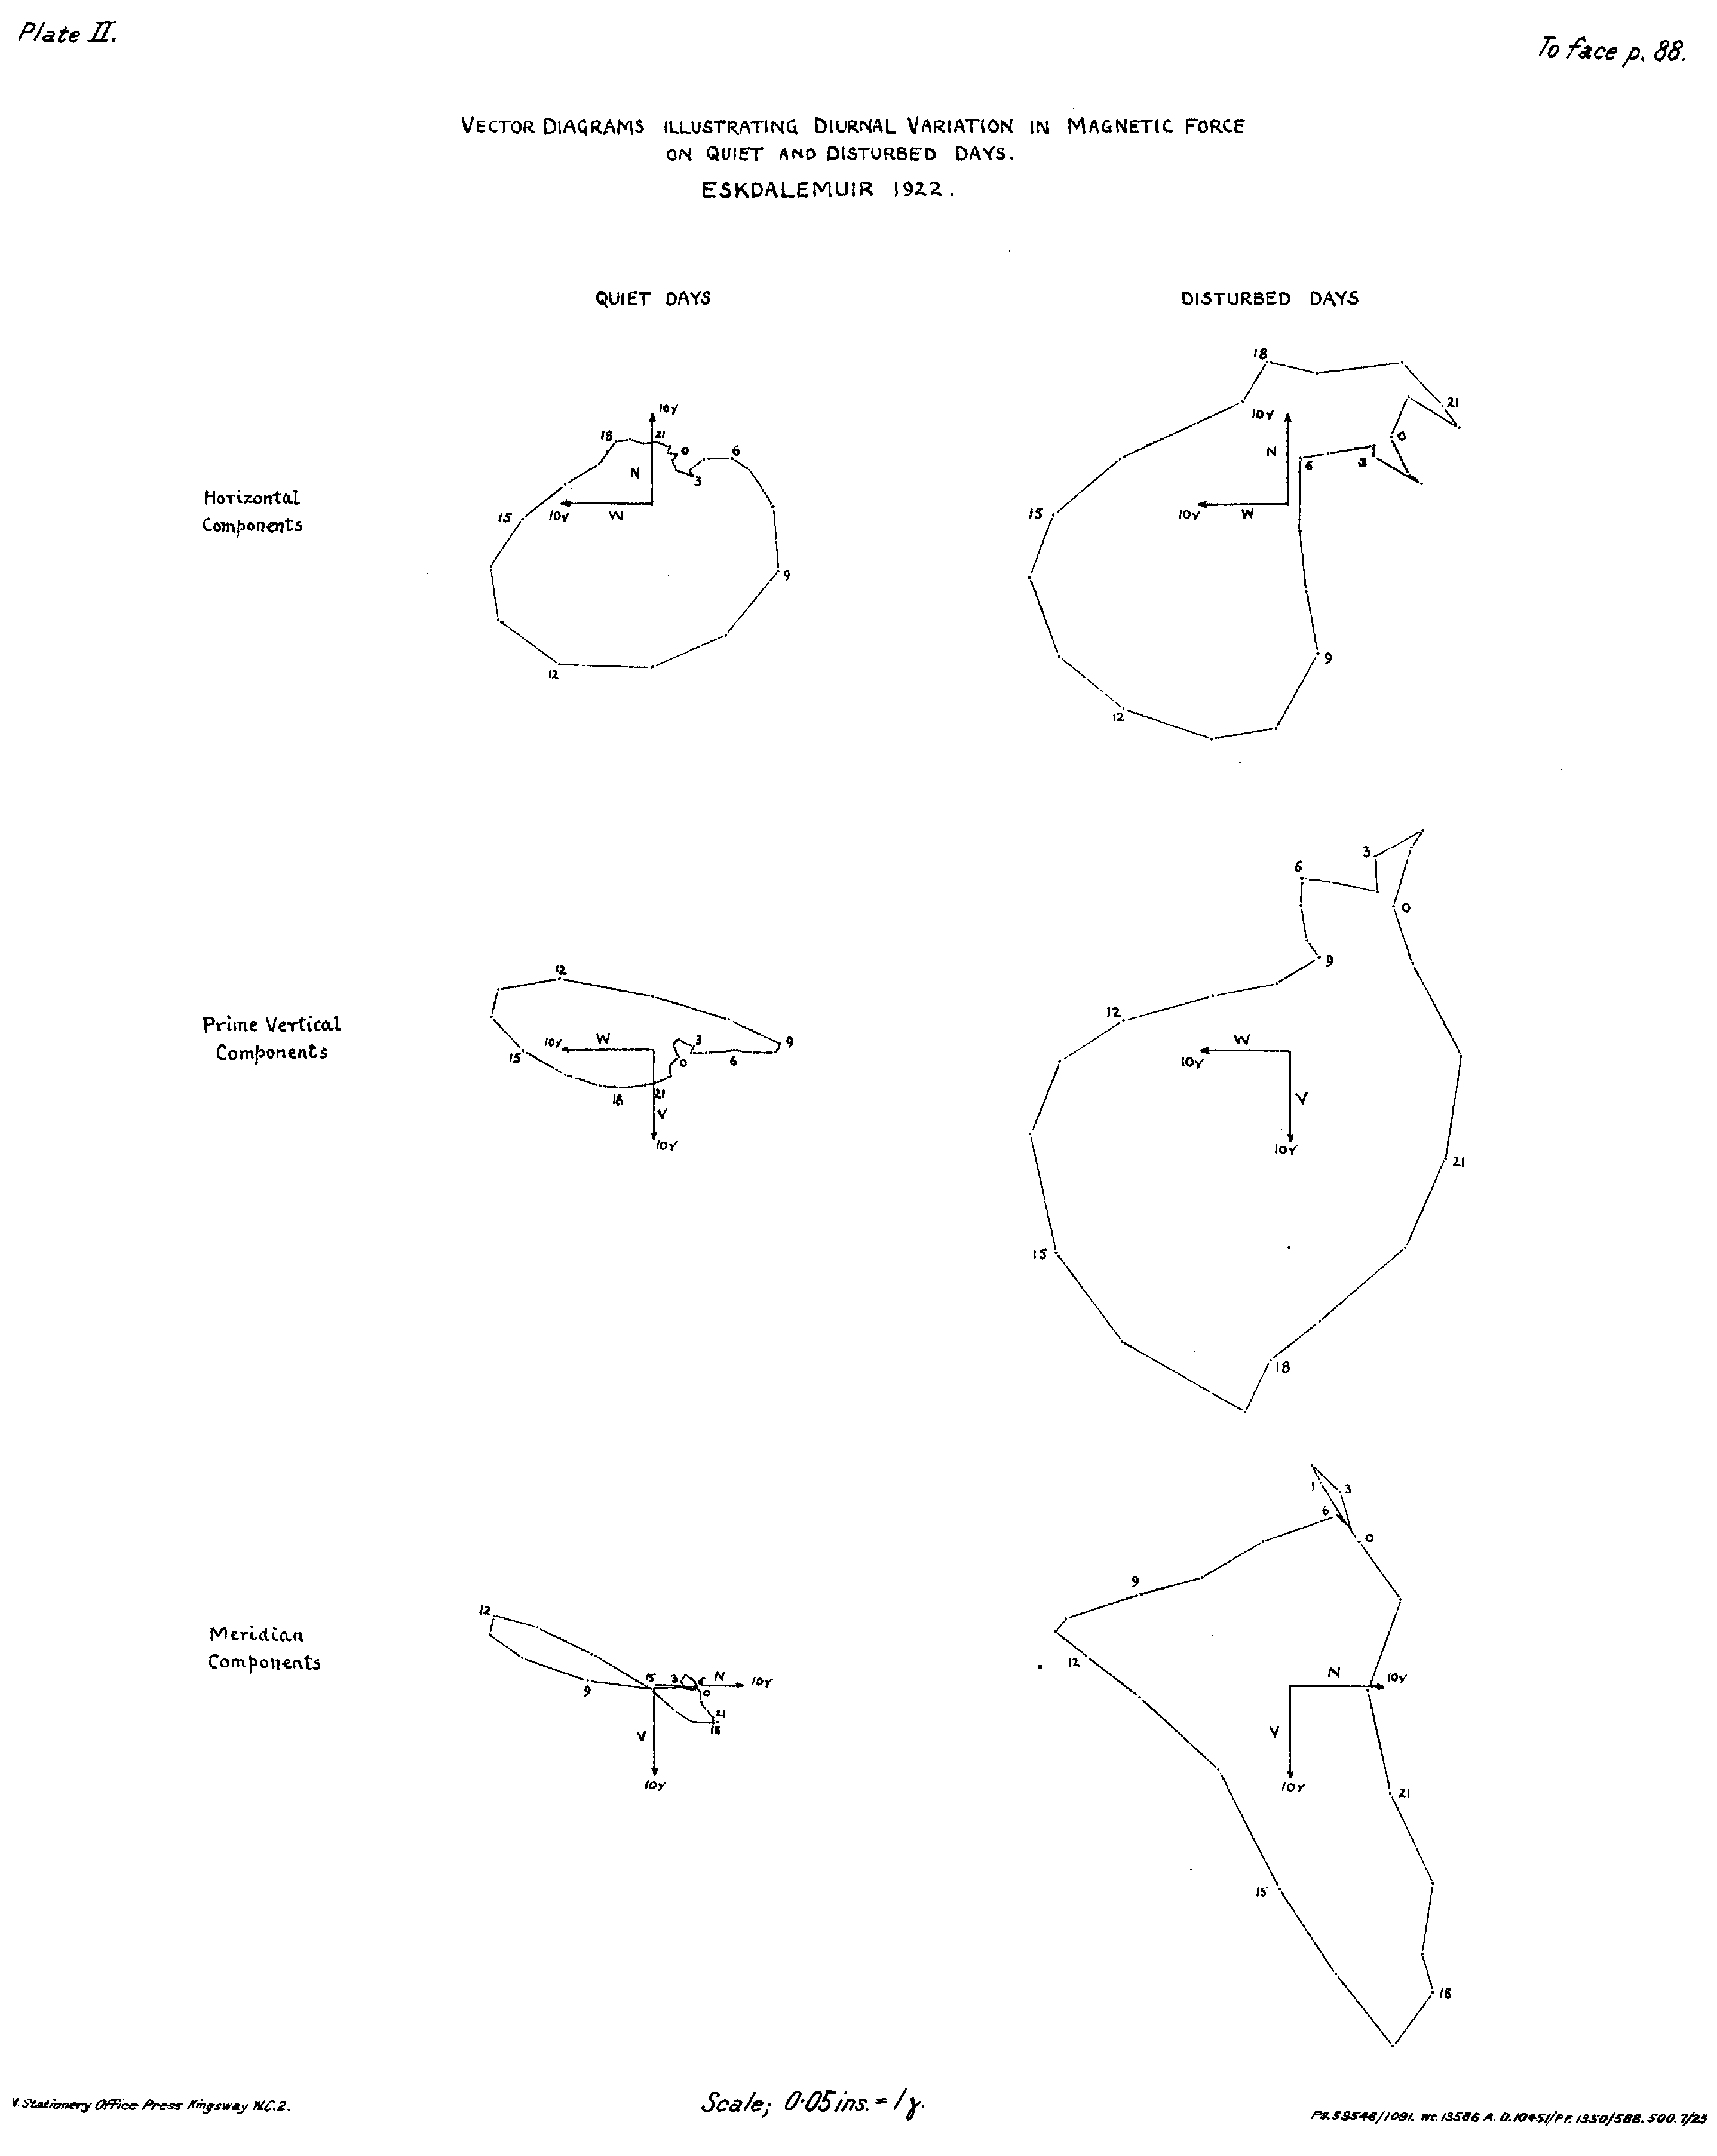 Plate II.
To face p. 88.
VECTOR DIAGRAMS ILLUSTRATING DIURNAL VARIATION IN MAGNETIC FORCE
ON QUIET AND DISTURBED DAYS.
ESKDALEMUIR 1922.
QUIET DAYS
DISTURBED DAYS
Horizontal
Components
10γ
N
10γ
W
0
3
6
9
12
15
18
21
10γ
N
10γ
W
0
3
6
9
12
15
18
21
Prime Vertical
Components
10γ
W
V
10γ
0
3
6
9
12
15
18
21
10γ
W
V
10γ
0
3
6
9
12
15
18
21
Meridian
Components
N
10γ
V
10γ
0
3
6
9
12
15
18
21
N
10γ
V
10γ
0
1
3
6
9
12
15
18
21
V. Stationery Office Press Kingsway W.C.2.
Scale; 0·05 ins. = 1γ.
Ps.53546/1091. Wt.13586 A. D.10451/Pr.1350/588. 500. 7/25